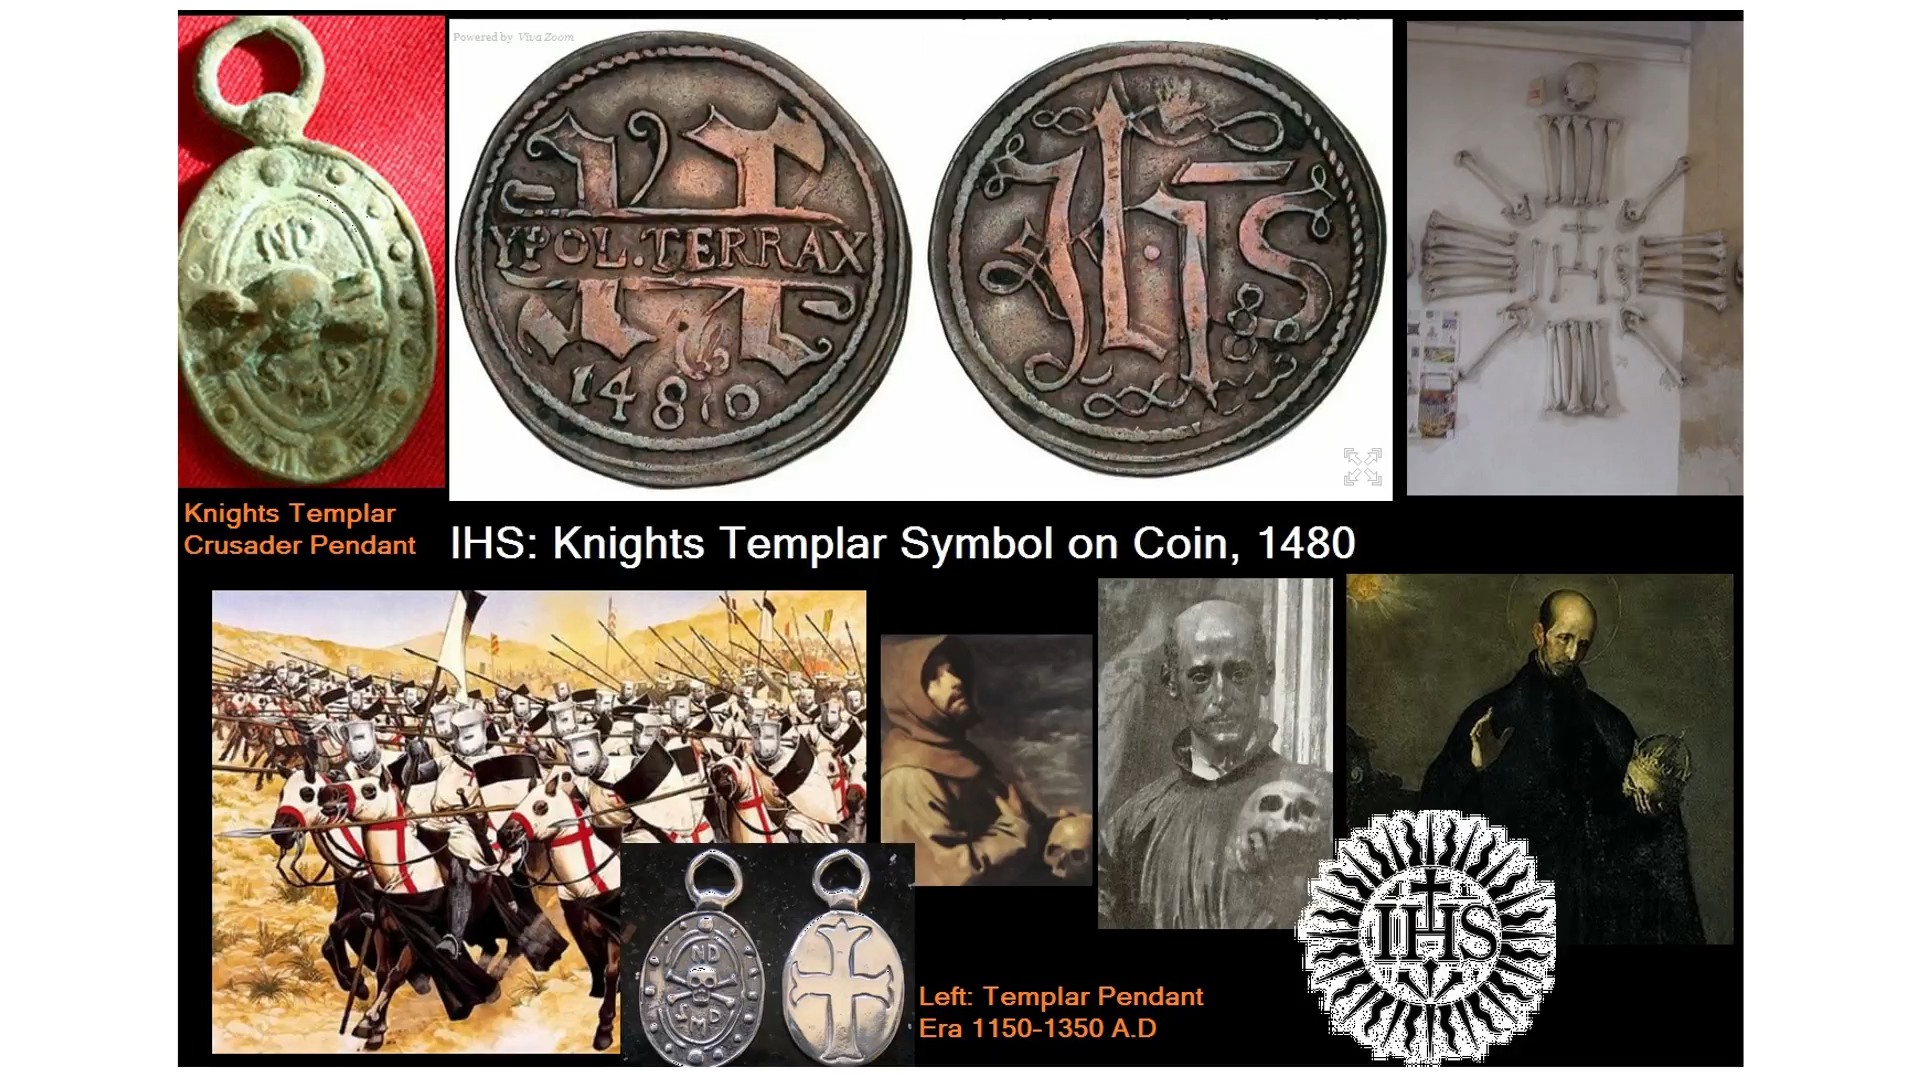 Powered by Viva Zoom
ND
SMD
YPOL.TERRAX
1480
IHS
IHS
Knights Templar
Crusader Pendant
IHS: Knights Templar Symbol on Coin, 1480
ND
SMD
Left: Templar Pendant
Era 1150-1350 A.D
IHS